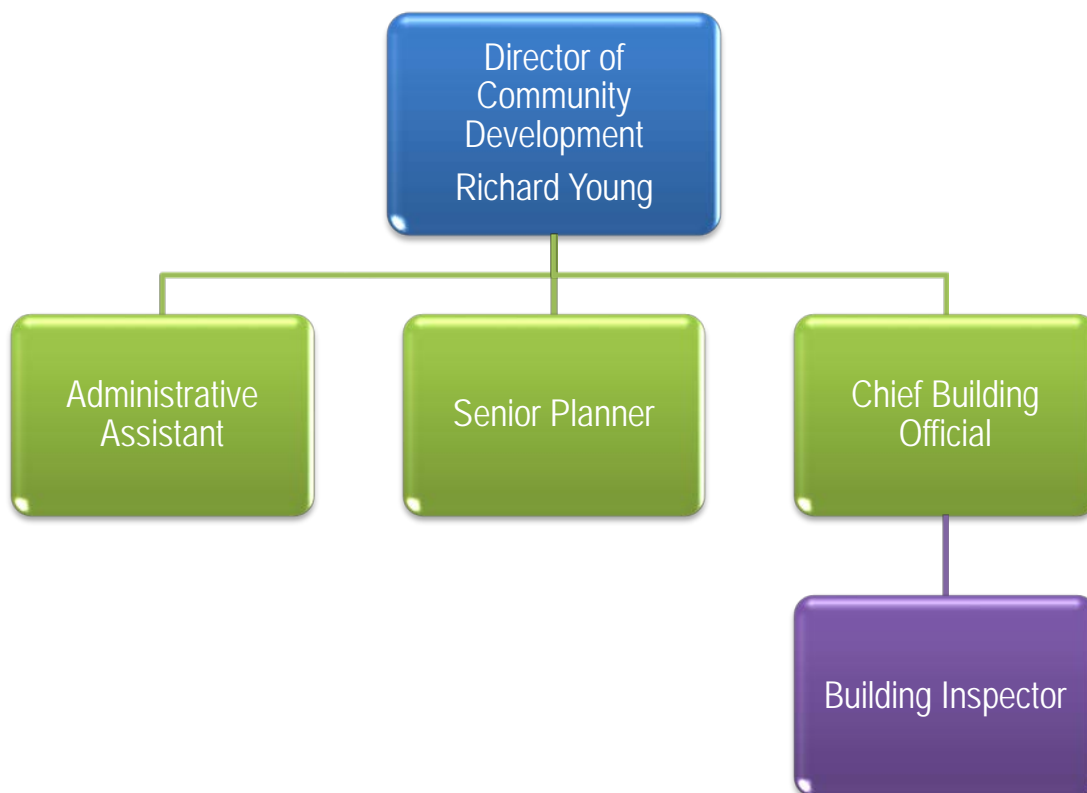 Director of
Community
Development
Richard Young
Administrative
Assistant
Senior Planner
Chief Building
Official
Building Inspector